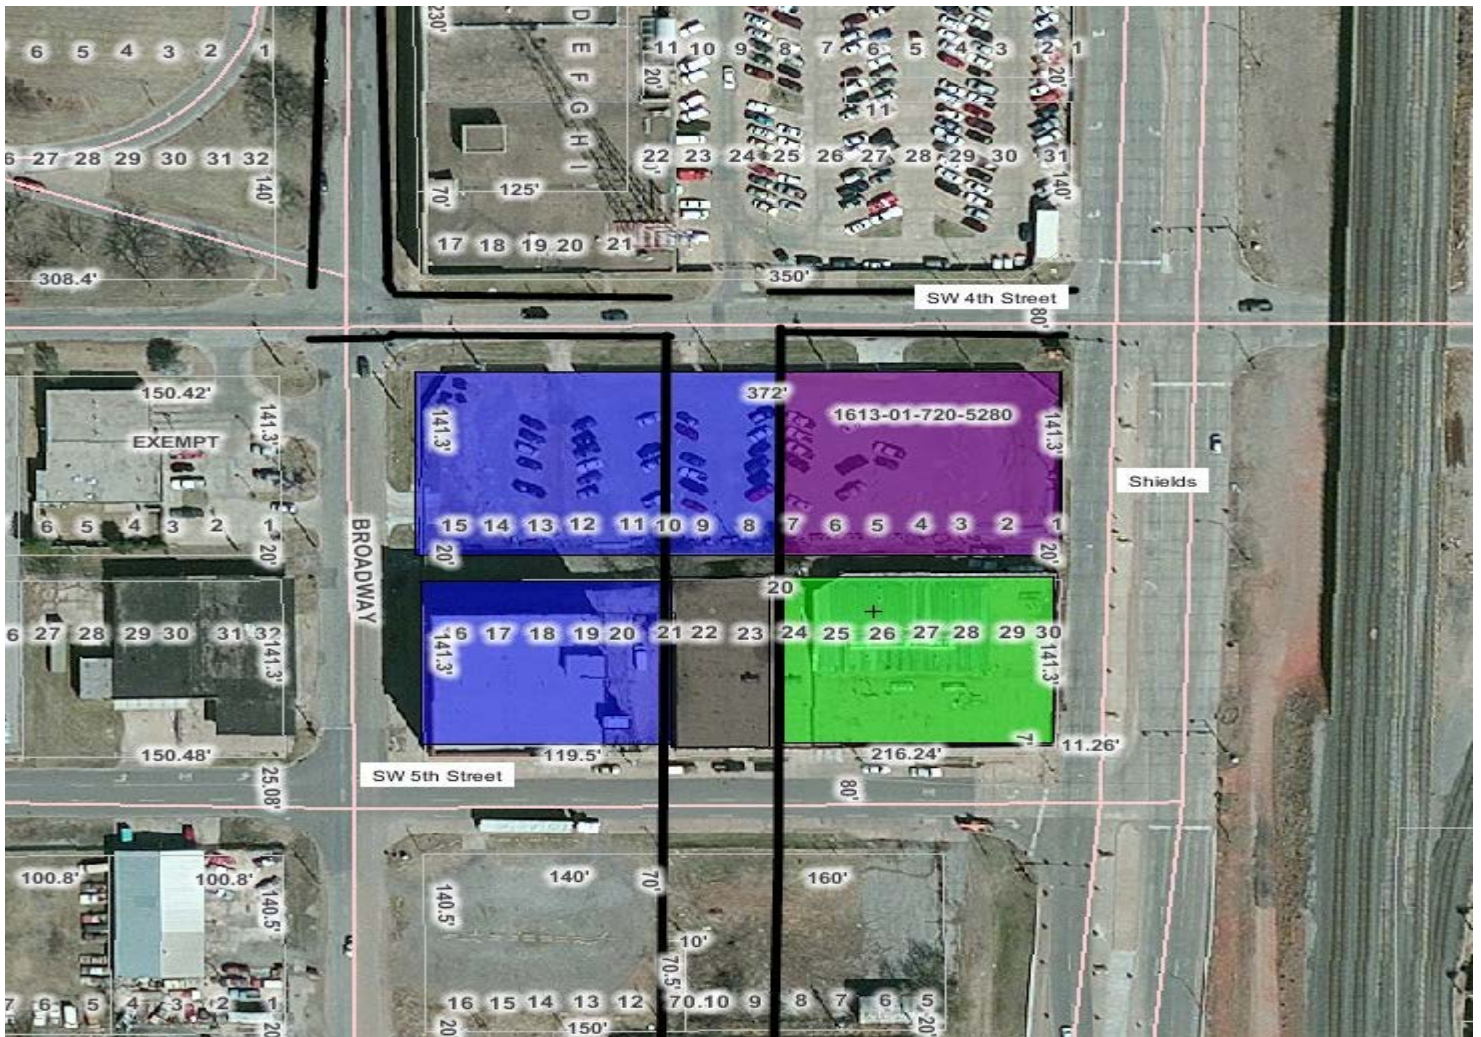 230'
D
E
F
G
H
I
6 5 4 3 2 1
11 10 9 8 7 6 5 4 3 2 1
20'
20'
11
27 28 29 30 31 32
140'
22 23 24 25 26 27 28 29 30 31
140'
70'
125'
17 18 19 20 21
308.4'
350'
SW 4th Street
80'
150.42'
372'
1613-01-720-5280
141.3'
141.3'
141.3'
EXEMPT
Shields
6 5 4 3 2 1
15 14 13 12 11 10 9 8 7 6 5 4 3 2 1
20'
20'
20'
BROADWAY
20
6 27 28 29 30 31 32
17 18 19 20 21 22 23 24 25 26 27 28 29 30
141.3'
141.3'
141.3'
7'
11.26'
150.48'
119.5'
216.24'
SW 5th Street
25.08'
80'
100.8'
100.8'
140'
70'
160'
140.5'
140.5'
10'
70.5'
7 6 5 4 3 2 1
16 15 14 13 12 70.10 9 8 7 6 5
20'
20
20'
150'